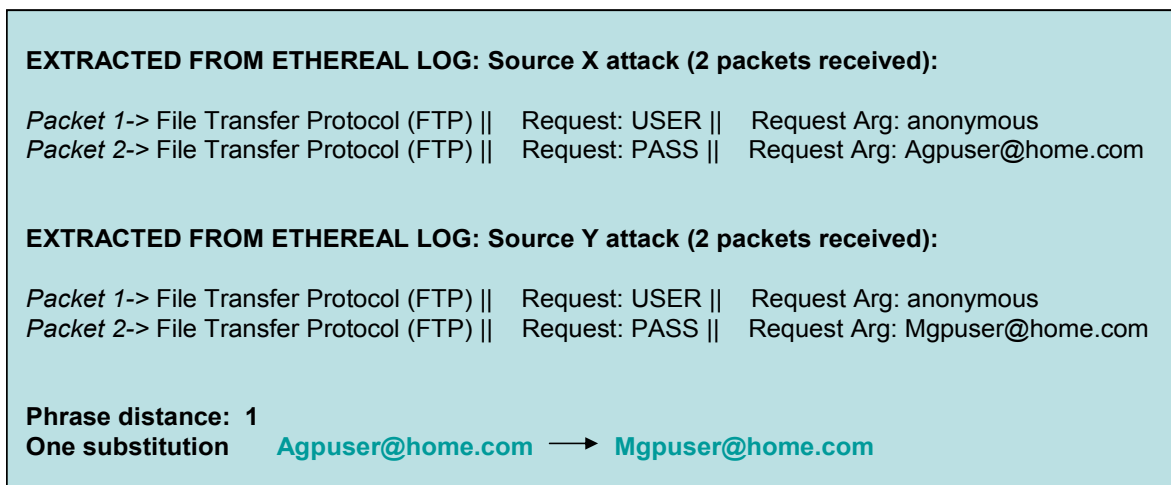 EXTRACTED FROM ETHEREAL LOG: Source X attack (2 packets received):
Packet 1-> File Transfer Protocol (FTP) || Request: USER || Request Arg: anonymous
Packet 2-> File Transfer Protocol (FTP) || Request: PASS || Request Arg: Agpuser@home.com
EXTRACTED FROM ETHEREAL LOG: Source Y attack (2 packets received):
Packet 1-> File Transfer Protocol (FTP) || Request: USER || Request Arg: anonymous
Packet 2-> File Transfer Protocol (FTP) || Request: PASS || Request Arg: Mgpuser@home.com
Phrase distance: 1
One substitution Agpuser@home.com → Mgpuser@home.com